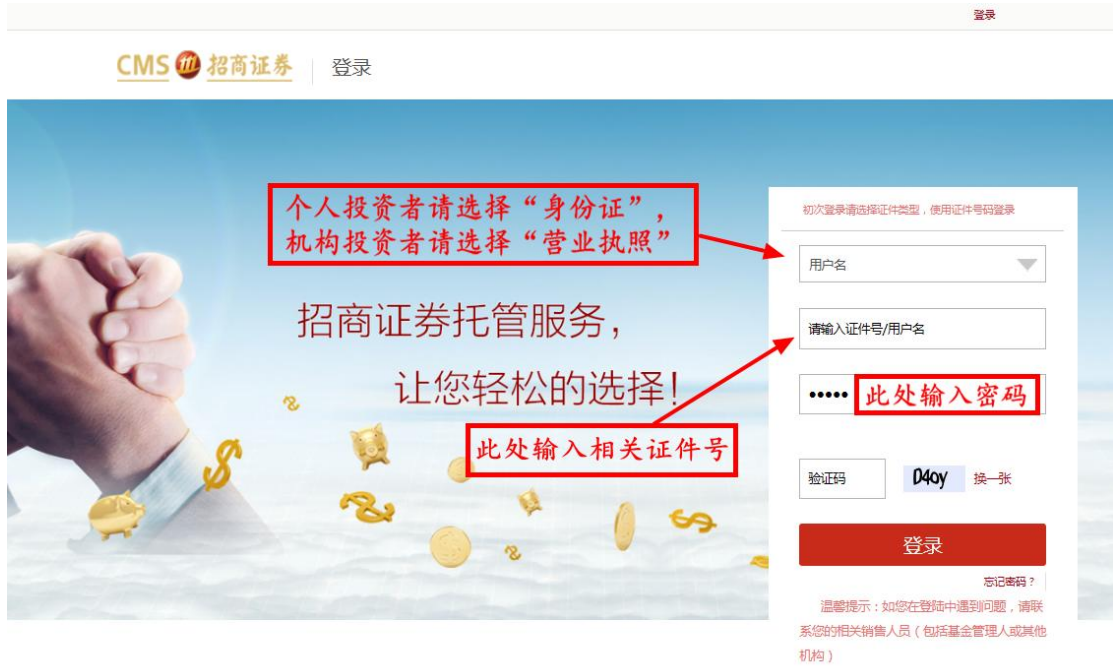 登录
CMS 招商证券 登录
个人投资者请选择“身份证”，
机构投资者请选择“营业执照”
招商证券托管服务，
让您轻松的选择！
此处输入相关证件号
初次登录请选择证件类型，使用证件号码登录
用户名
请输入证件号/用户名
••••• 此处输入密码
验证码 D4oy 换一张
登录
忘记密码？
温馨提示：如您在登陆中遇到问题，请联
系您的相关销售人员（包括基金管理人或其他
机构）